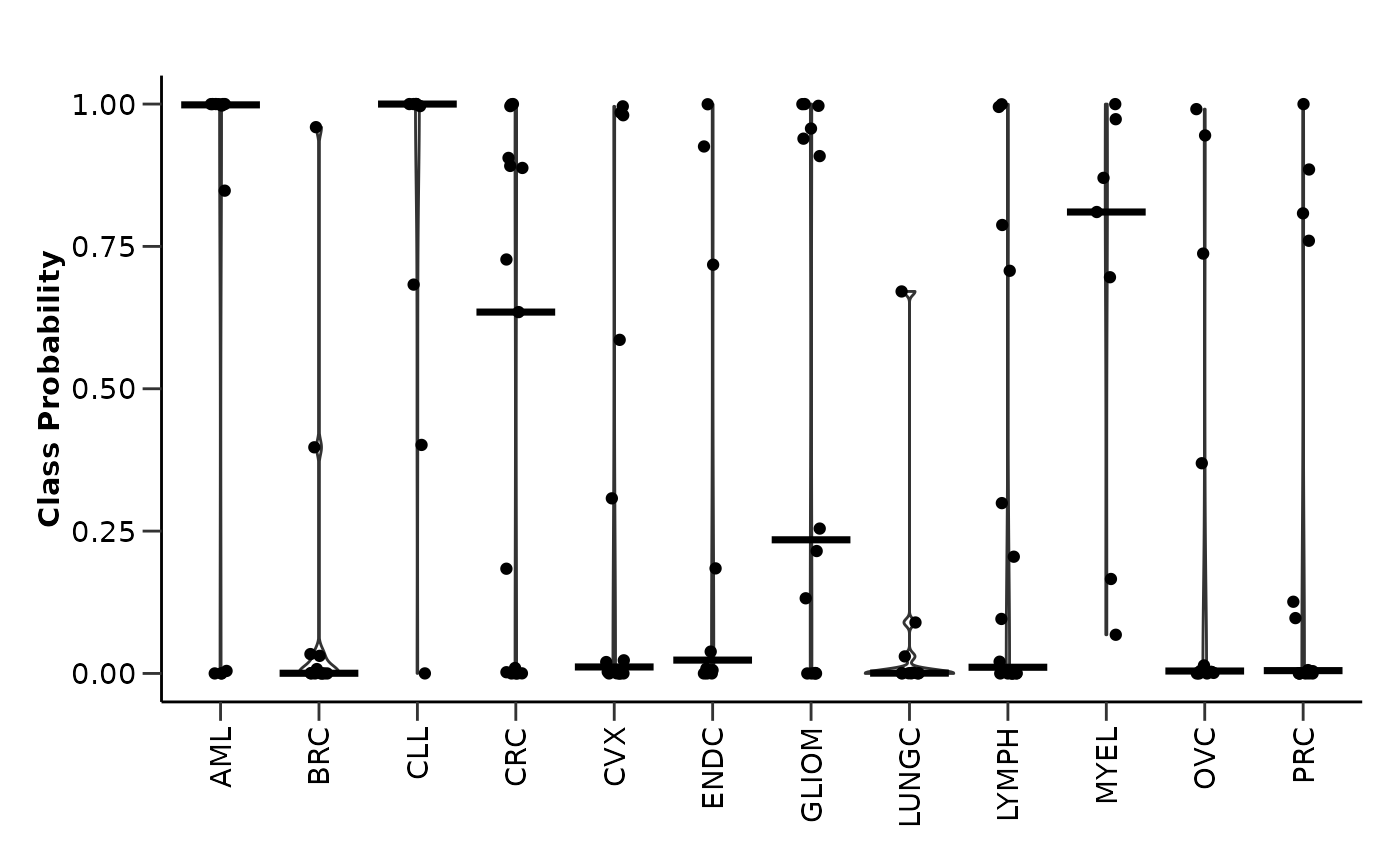 Class Probability
1.00
0.75
0.50
0.25
0.00
AML
BRC
CLL
CRC
CVX
ENDC
GLIOM
LUNGC
LYMPH
MYEL
OVC
PRC